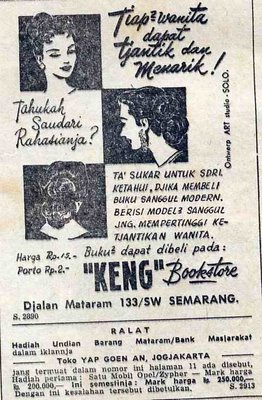 Tiap² wanita
dapat
tjantik dan
Menarik!
Ontwerp ART studio - SOLO.
Tahukah
Saudari
Rahasianja?
TA' SUKAR UNTUK SDRI.
KETAHUI, DJIKA MEMBELI
BUKU SANGGUL MODERN.
BERISI MODEL² SANGGUL
JNG. MEMPERTINGGI KE-
TJANTIKAN WANITA.
Harga Rp. 15.-
Porto Rp. 2.-
Buku² dapat dibeli pada:
"KENG" Bookstore
Djalan Mataram 133/SW SEMARANG.
S. 2890
RALAT
Hadiah Undian Barang Mataram/Bank Masjarakat
dalam iklannja
Toko YAP GOEN AN, JOGJAKARTA
Jang termuat dalam nomor ini halaman 11 ada disebut,
Hadiah pertama: Satu Mobil Opel/Zypher — Mark harga
Rp. 200.000,— Ini semestinja: Mark harga Rp. 250.000,—
Dengan ini kesalahan tersebut dibetulkan. S. 2913